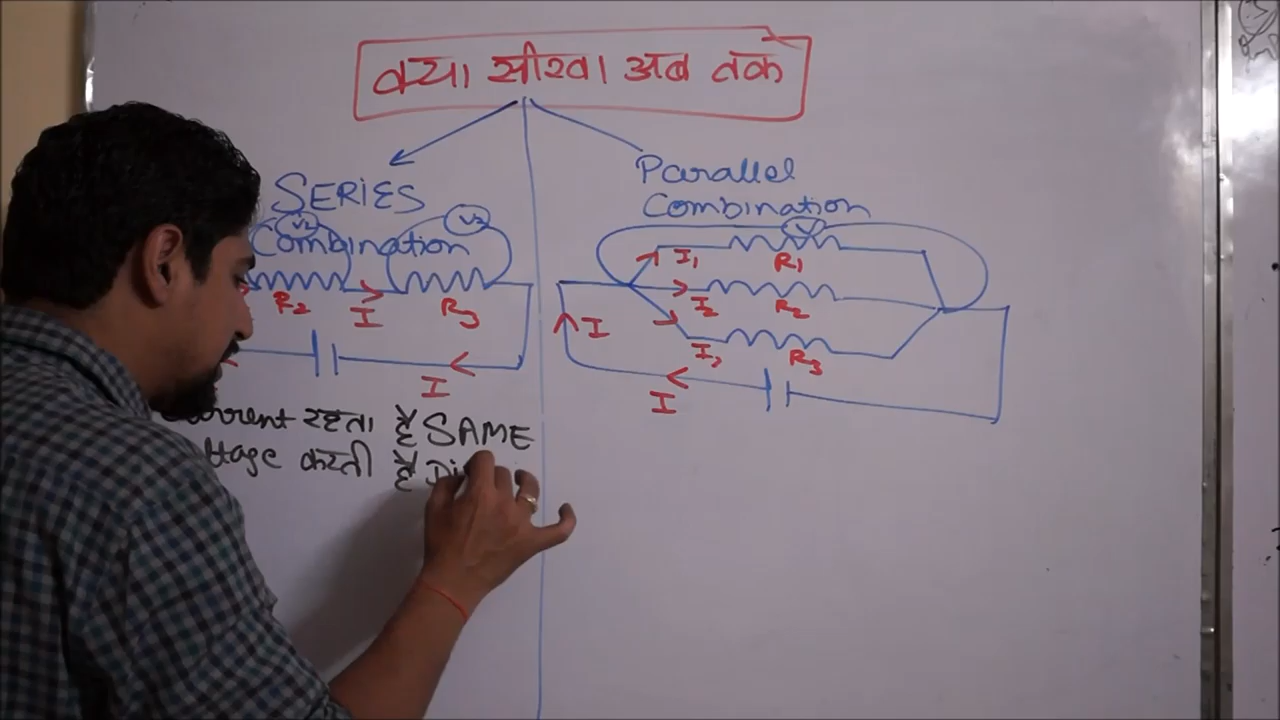 क्या सीखा अब तक
SERIES
Combination
V2
V3
R2
I
R3
I
Parallel
Combination
V
I1
R1
I2
R2
I3
R3
I
I
रहता है SAME
करती है